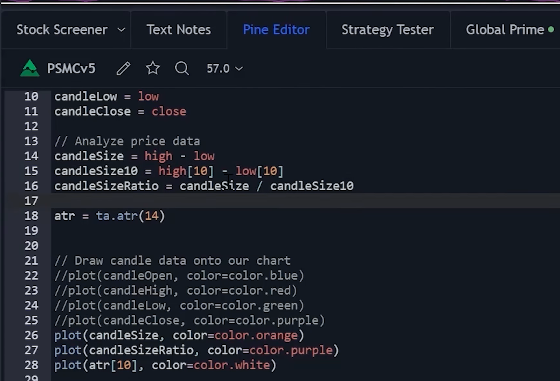 Stock Screener Text Notes Pine Editor Strategy Tester Global Prime
PSMCv5 57.0
10 candleLow = low
11 candleClose = close
12
13 // Analyze price data
14 candleSize = high - low
15 candleSize10 = high[10] - low[10]
16 candleSizeRatio = candleSize / candleSize10
17
18 atr = ta.atr(14)
19
20
21 // Draw candle data onto our chart
22 //plot(candleOpen, color=color.blue)
23 //plot(candleHigh, color=color.red)
24 //plot(candleLow, color=color.green)
25 //plot(candleClose, color=color.purple)
26 plot(candleSize, color=color.orange)
27 plot(candleSizeRatio, color=color.purple)
28 plot(atr[10], color=color.white)
29